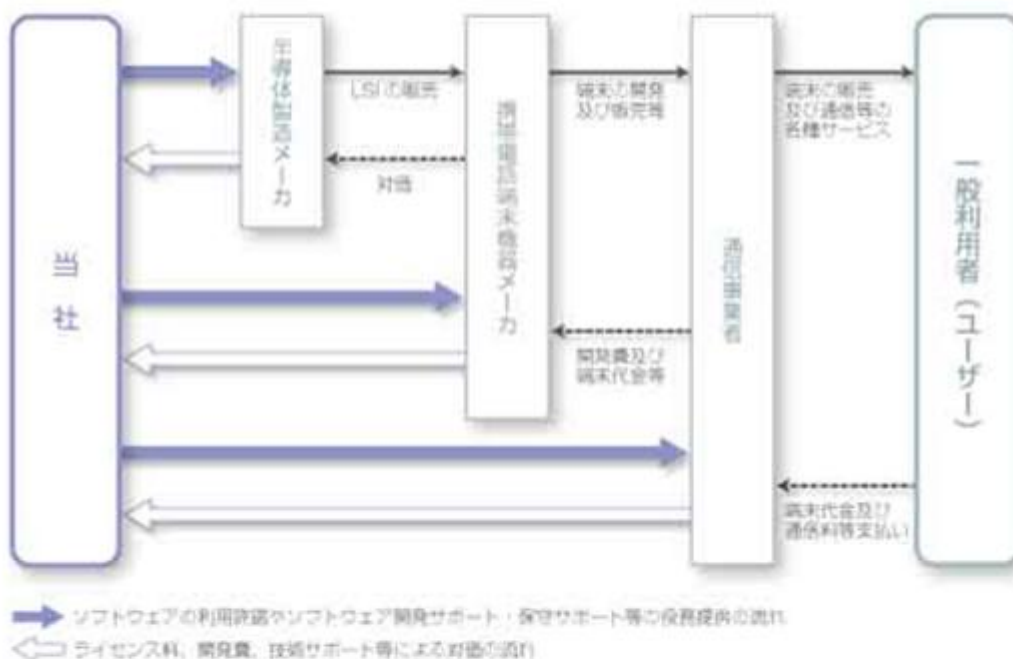 当社
半導体製造メーカ
LSIの販売
対価
携帯電話端末機器メーカ
端末の開発
及び販売等
開発費及び
端末代金等
通信事業者
端末の販売
及び通信等の
各種サービス
端末代金及び
通信料等支払い
一般利用者（ユーザー）
ソフトウェアの利用許諾やソフトウェア開発サポート・保守サポート等の役務提供の流れ
ライセンス料、開発費、技術サポート等による対価の流れ